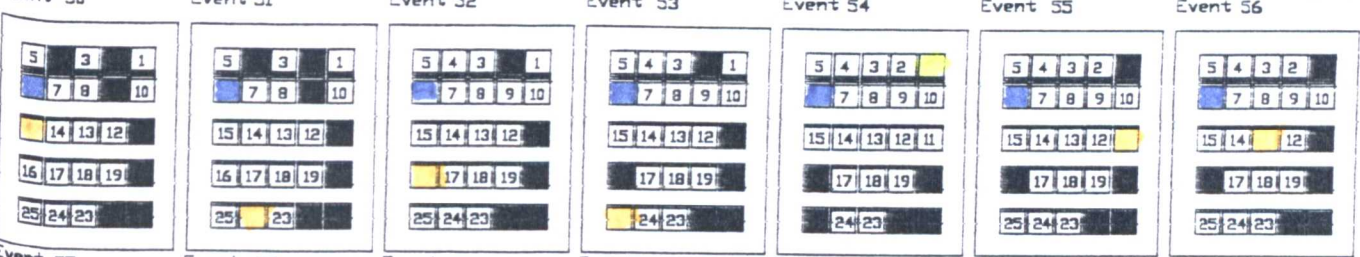 Event 51 Event 52 Event 53 Event 54 Event 55 Event 56
5 3 1 5 3 1 5 4 3 1 5 4 3 1 5 4 3 2 5 4 3 2 5 4 3 2
7 8 10 7 8 10 7 8 9 10 7 8 9 10 7 8 9 10 7 8 9 10 7 8 9 10
14 13 12 15 14 13 12 15 14 13 12 15 14 13 12 15 14 13 12 11 15 14 13 12 15 14 12
16 17 18 19 16 17 18 19 17 18 19 17 18 19 17 18 19 17 18 19 17 18 19
25 24 23 25 23 25 24 23 24 23 24 23 25 24 23 25 24 23